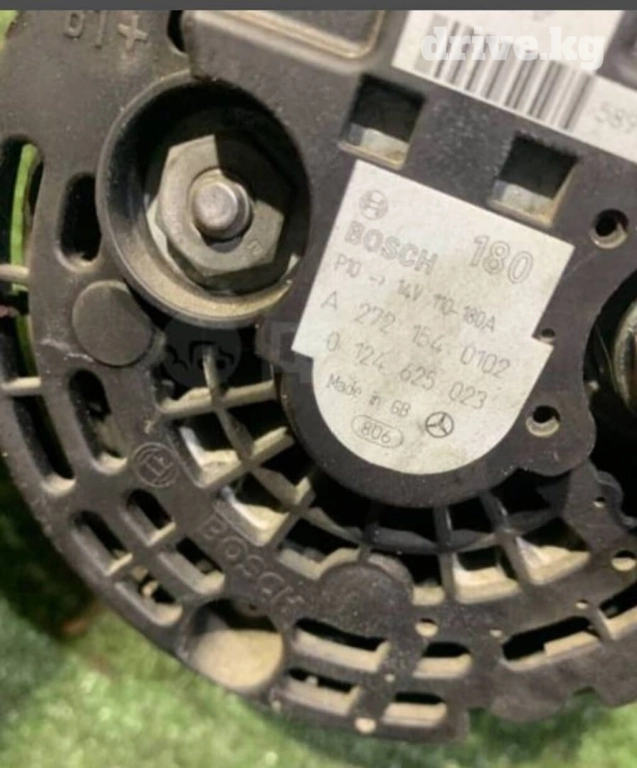 drive.kg
B1+
BOSCH 180
P10 → 14V 110-180A
A 272 154 0102
0 124 625 023
Made in GB
806
BOSCH